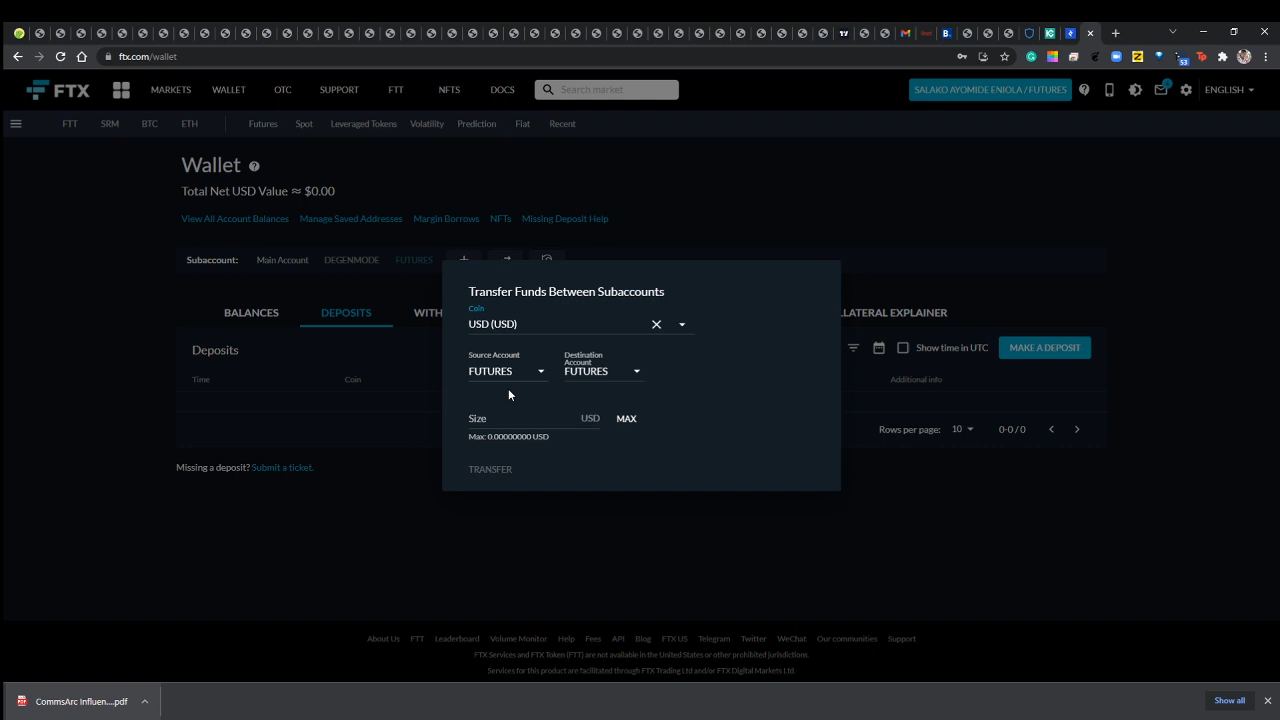 ftx.com/wallet
53
FTX MARKETS WALLET OTC SUPPORT FTT NFTS DOCS Search market SALAKO AYOMIDE ENIOLA / FUTURES ENGLISH
FTT SRM BTC ETH Futures Spot Leveraged Tokens Volatility Prediction Fiat Recent
Wallet
Total Net USD Value ≈ $0.00
View All Account Balances Manage Saved Addresses Margin Borrows NFTs Missing Deposit Help
Subaccount: Main Account DEGENMODE FUTURES
Transfer Funds Between Subaccounts
Coin
USD (USD)
BALANCES DEPOSITS WITH LATERAL EXPLAINER
Deposits Show time in UTC MAKE A DEPOSIT
Source Account Destination Account
FUTURES FUTURES
Time Coin Additional info
Size USD MAX
Max: 0.00000000 USD
Rows per page: 10 0-0 / 0
Missing a deposit? Submit a ticket.
TRANSFER
About Us FTT Leaderboard Volume Monitor Help Fees API Blog FTX US Telegram Twitter WeChat Our communities Support
FTX Services and FTX Token (FTT) are not available in the United States or other prohibited jurisdictions.
Services for this product are facilitated through FTX Trading Ltd and/or FTX Digital Markets Ltd.
CommsArc Influen....pdf Show all